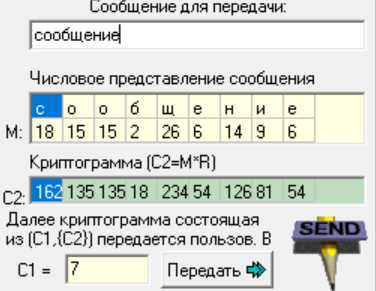 Сообщение для передачи:
сообщение
Числовое представление сообщения
с о о б щ е н и е
M: 18 15 15 2 26 6 14 9 6
Криптограмма (C2=M*R)
C2: 162 135 135 18 234 54 126 81 54
Далее криптограмма состоящая
из (C1,{C2}) передается пользов. В
SEND
C1 = 7 Передать